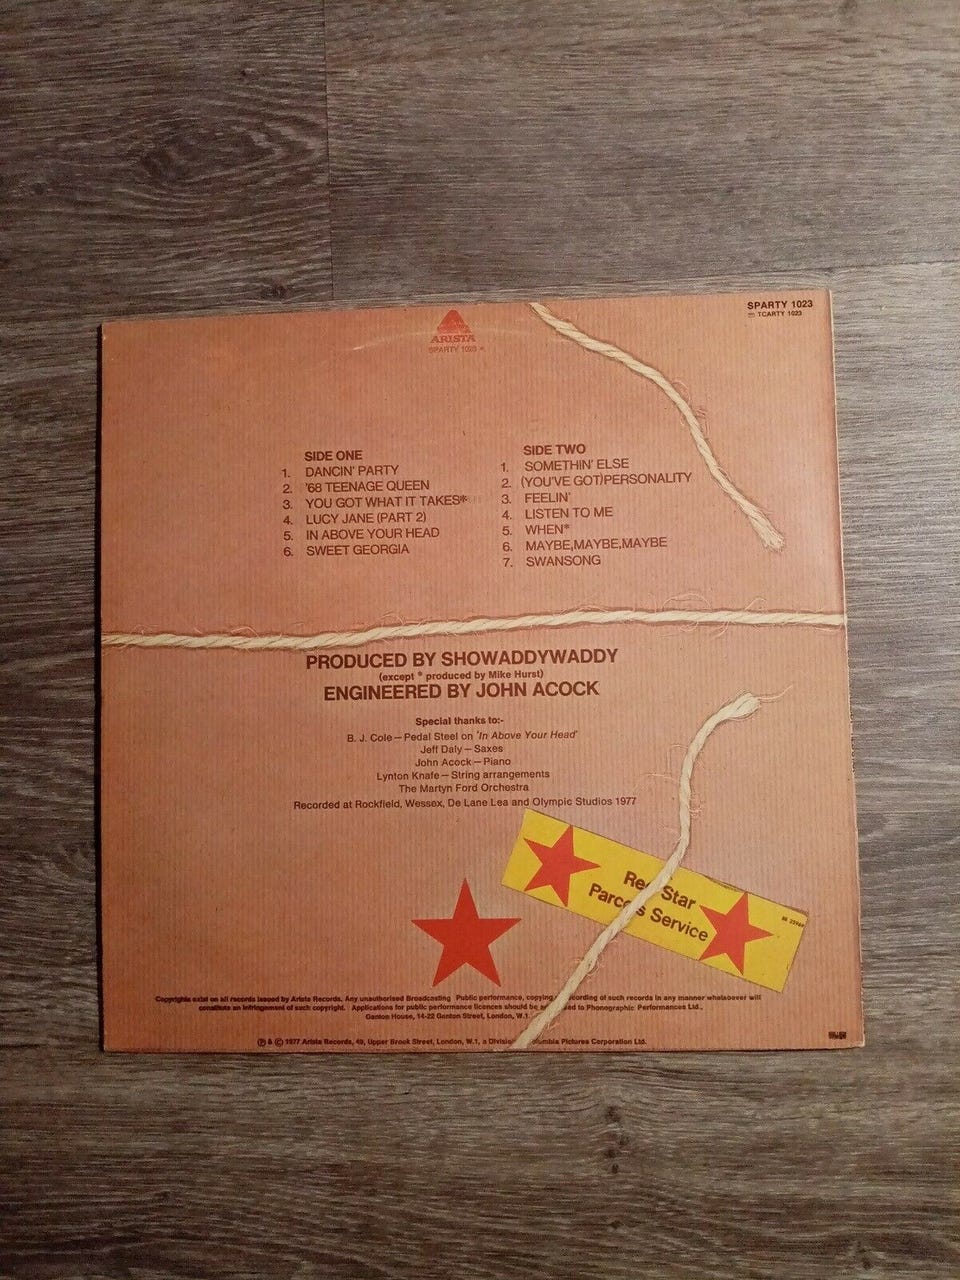 SPARTY 1023
TCARTY 1023
ARISTA
SPARTY 1023 *
SIDE ONE
1. DANCIN' PARTY
2. '68 TEENAGE QUEEN
3. YOU GOT WHAT IT TAKES*
4. LUCY JANE (PART 2)
5. IN ABOVE YOUR HEAD
6. SWEET GEORGIA
SIDE TWO
1. SOMETHIN' ELSE
2. (YOU'VE GOT)PERSONALITY
3. FEELIN'
4. LISTEN TO ME
5. WHEN*
6. MAYBE,MAYBE,MAYBE
7. SWANSONG
PRODUCED BY SHOWADDYWADDY
(except * produced by Mike Hurst)
ENGINEERED BY JOHN ACOCK
Special thanks to:-
B. J. Cole — Pedal Steel on 'In Above Your Head'
Jeff Daly — Saxes
John Acock — Piano
Lynton Knafe — String arrangements
The Martyn Ford Orchestra
Recorded at Rockfield, Wessex, De Lane Lea and Olympic Studios 1977
Red Star
Parcels Service
Copyrights exist on all records issued by Arista Records. Any unauthorised Broadcasting Public performance, copying recording of such records in any manner whatsoever will
constitute an infringement of such copyright. Applications for public performance licences should be to Phonographic Performances Ltd.,
Ganton House, 14-22 Ganton Street, London, W.1.
Ⓟ & © 1977 Arista Records, 49, Upper Brook Street, London, W.1, a Division Columbia Pictures Corporation Ltd.